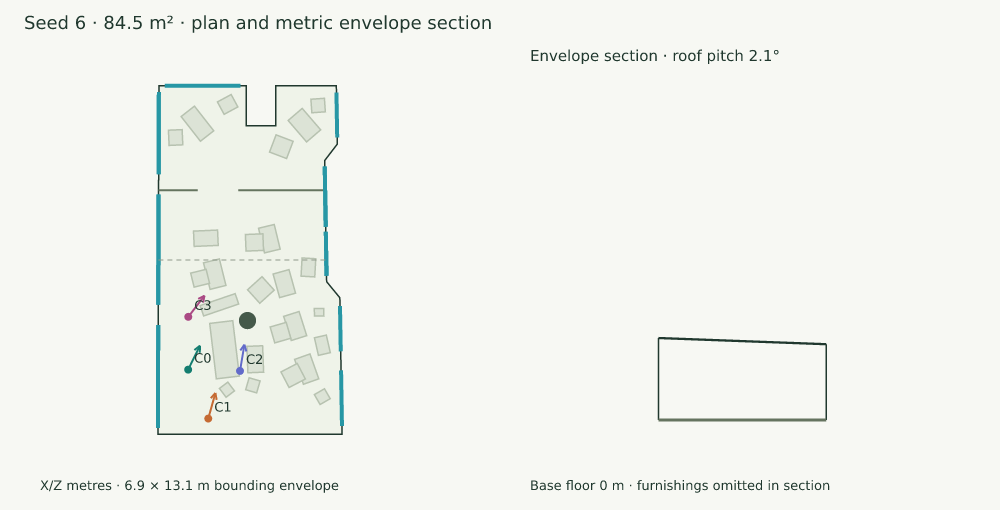 Seed 6 · 84.5 m² · plan and metric envelope section
Envelope section · roof pitch 2.1°
C3
C0
C2
C1
X/Z metres · 6.9 × 13.1 m bounding envelope
Base floor 0 m · furnishings omitted in section